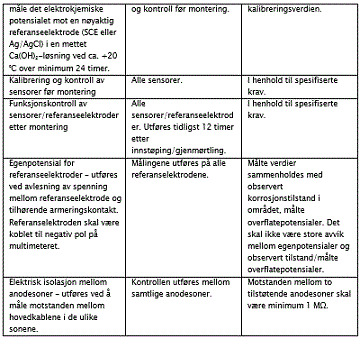 måle det elektrokjemiske
potensialet mot en nøyaktig
referanseelektrode (SCE eller
Ag/AgCl) i en mettet
Ca(OH)₂-løsning ved ca. +20
°C over minimum 24 timer.
og kontroll før montering.
kalibreringsverdien.
Kalibrering og kontroll av
sensorer før montering
Alle sensorer.
I henhold til spesifiserte
krav.
Funksjonskontroll av
sensorer/referanseelektroder
etter montering
Alle
sensorer/referanseelektrod
er. Utføres tidligst 12 timer
etter
innstøping/gjenmørtling.
I henhold til spesifiserte
krav.
Egenpotensial for
referanseelektroder – utføres
ved avlesning av spenning
mellom referanseelektrode og
tilhørende armeringskontakt.
Referanselektroden skal være
koblet til negativ pol på
multimeteret.
Målingene utføres på alle
referanselektrodene.
Målte verdier
sammenholdes med
observert
korrosjonstilstand i
området, målte
overflatepotensialer. Det
skal ikke være store avvik
mellom egenpotensialer og
observert tilstand/målte
overflatepotensialer.
Elektrisk isolasjon mellom
anodesoner – utføres ved å
måle motstanden mellom
hovedkablene i de ulike
sonene.
Kontrollen utføres mellom
samtlige anodesoner.
Motstanden mellom to
tilstøtende anodesoner skal
være minimum 1 MΩ.